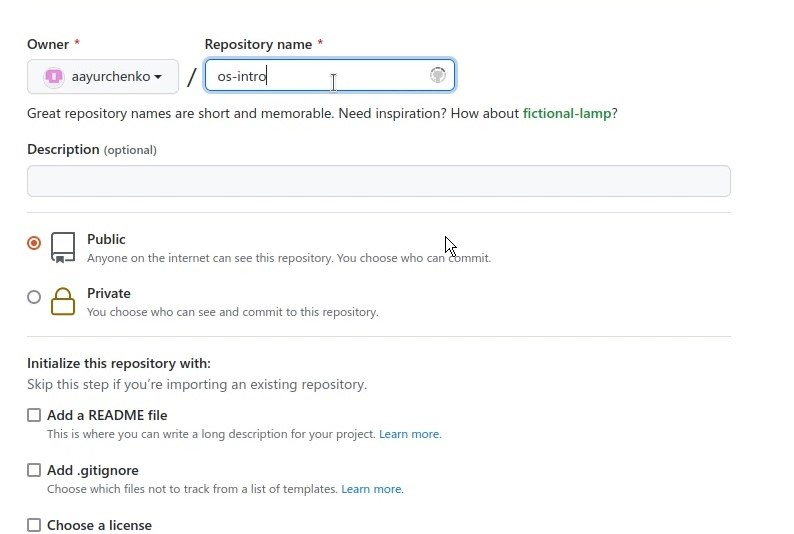 Owner * Repository name *
aayurchenko / os-intro
Great repository names are short and memorable. Need inspiration? How about fictional-lamp?
Description (optional)
Public
Anyone on the internet can see this repository. You choose who can commit.
Private
You choose who can see and commit to this repository.
Initialize this repository with:
Skip this step if you're importing an existing repository.
Add a README file
This is where you can write a long description for your project. Learn more.
Add .gitignore
Choose which files not to track from a list of templates. Learn more.
Choose a license